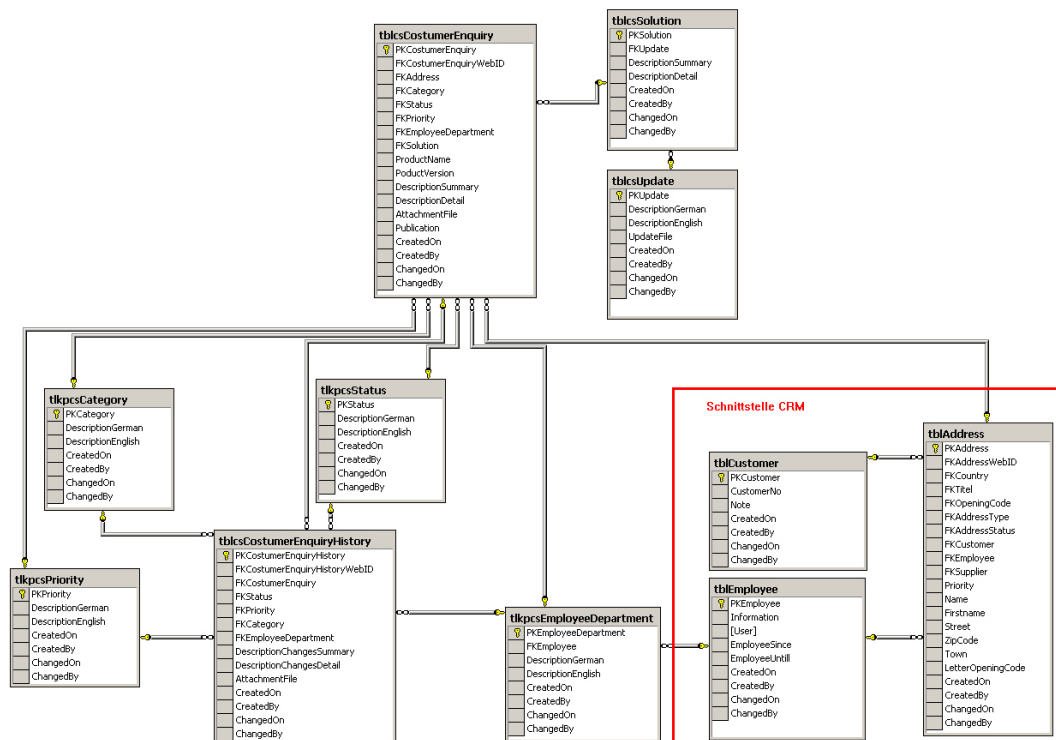 tblcsCostumerEnquiry
PKCostumerEnquiry
FKCostumerEnquiryWebID
FKAddress
FKCategory
FKStatus
FKPriority
FKEmployeeDepartment
FKSolution
ProductName
PoductVersion
DescriptionSummary
DescriptionDetail
AttachmentFile
Publication
CreatedOn
CreatedBy
ChangedOn
ChangedBy
tblcsSolution
PKSolution
FKUpdate
DescriptionSummary
DescriptionDetail
CreatedOn
CreatedBy
ChangedOn
ChangedBy
tblcsUpdate
PKUpdate
DescriptionGerman
DescriptionEnglish
UpdateFile
CreatedOn
CreatedBy
ChangedOn
ChangedBy
tlkpcsCategory
PKCategory
DescriptionGerman
DescriptionEnglish
CreatedOn
CreatedBy
ChangedOn
ChangedBy
tlkpcsStatus
PKStatus
DescriptionGerman
DescriptionEnglish
CreatedOn
CreatedBy
ChangedOn
ChangedBy
tlkpcsPriority
PKPriority
DescriptionGerman
DescriptionEnglish
CreatedOn
CreatedBy
ChangedOn
ChangedBy
tblcsCostumerEnquiryHistory
PKCostumerEnquiryHistory
FKCostumerEnquiryHistoryWebID
FKCostumerEnquiry
FKStatus
FKPriority
FKCategory
FKEmployeeDepartment
DescriptionChangesSummary
DescriptionChangesDetail
AttachmentFile
CreatedOn
CreatedBy
ChangedOn
ChangedBy
tlkpcsEmployeeDepartment
PKEmployeeDepartment
FKEmployee
DescriptionGerman
DescriptionEnglish
CreatedOn
CreatedBy
ChangedOn
ChangedBy
Schnittstelle CRM
tblCustomer
PKCustomer
CustomerNo
Note
CreatedOn
CreatedBy
ChangedOn
ChangedBy
tblEmployee
PKEmployee
Information
[User]
EmployeeSince
EmployeeUntill
CreatedOn
CreatedBy
ChangedOn
ChangedBy
tblAddress
PKAddress
FKAddressWebID
FKCountry
FKTitel
FKOpeningCode
FKAddressType
FKAddressStatus
FKCustomer
FKEmployee
FKSupplier
Priority
Name
Firstname
Street
ZipCode
Town
LetterOpeningCode
CreatedOn
CreatedBy
ChangedOn
ChangedBy